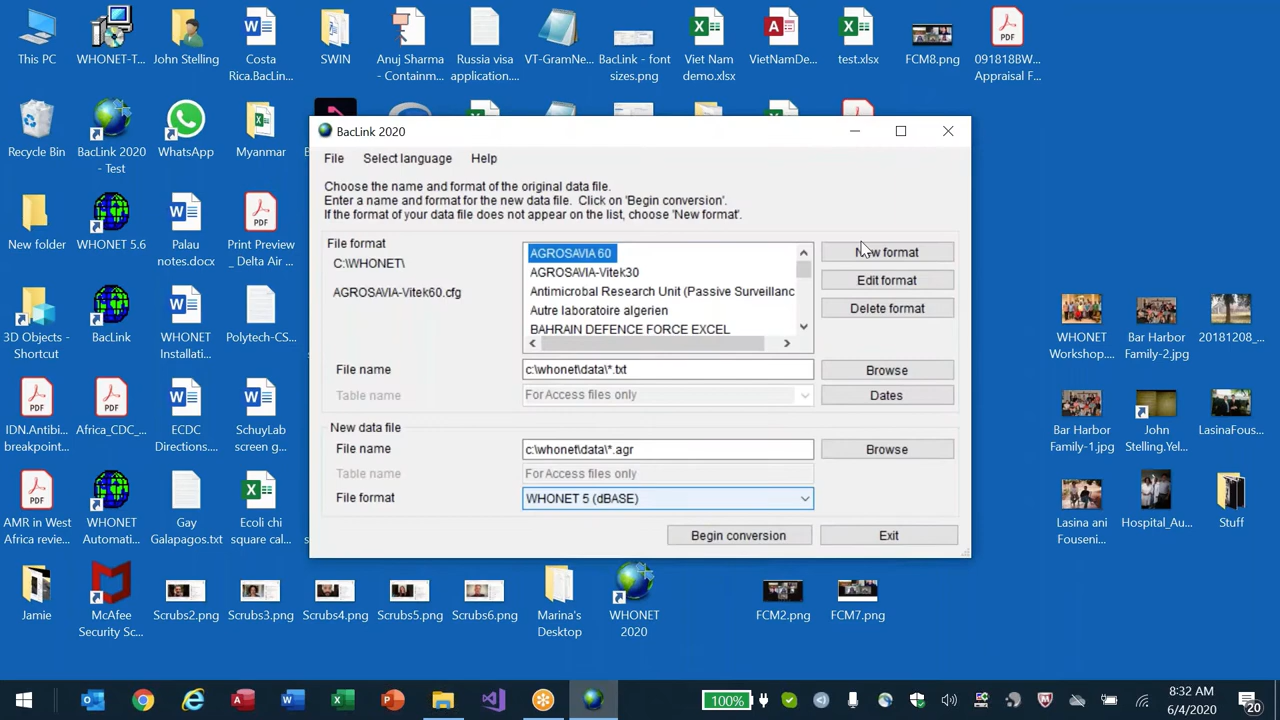 This PC
WHONET-T...
John Stelling
Costa
Rica.BacLin...
SWIN
Anuj Sharma
- Containm...
Russia visa
application....
VT-GramNe...
BacLink - font
sizes.png
Viet Nam
demo.xlsx
VietNamDe...
test.xlsx
FCM8.png
091818BW...
Appraisal F...
Recycle Bin
BacLink 2020
- Test
WhatsApp
Myanmar
New folder
WHONET 5.6
Palau
notes.docx
Print Preview
_ Delta Air ...
3D Objects -
Shortcut
BacLink
WHONET
Installati...
Polytech-CS...
IDN.Antibi...
breakpoint...
Africa_CDC_...
ECDC
Directions....
SchuyLab
screen g...
AMR in West
Africa revie...
WHONET
Automati...
Gay
Galapagos.txt
Ecoli chi
square cal...
Jamie
McAfee
Security Sc...
Scrubs2.png
Scrubs3.png
Scrubs4.png
Scrubs5.png
Scrubs6.png
Marina's
Desktop
WHONET
2020
FCM2.png
FCM7.png
WHONET
Workshop....
Bar Harbor
Family-2.jpg
20181208_...
Bar Harbor
Family-1.jpg
John
Stelling.Yel...
LasinaFous...
Lasina ani
Fouseni...
Hospital_Au...
Stuff
BacLink 2020
File Select language Help
Choose the name and format of the original data file.
Enter a name and format for the new data file. Click on 'Begin conversion'.
If the format of your data file does not appear on the list, choose 'New format'.
File format
C:\WHONET\
AGROSAVIA-Vitek60.cfg
AGROSAVIA 60
AGROSAVIA-Vitek30
Antimicrobial Research Unit (Passive Surveillanc
Autre laboratoire algerien
BAHRAIN DEFENCE FORCE EXCEL
New format
Edit format
Delete format
File name c:\whonet\data\*.txt Browse
Table name For Access files only Dates
New data file
File name c:\whonet\data\*.agr Browse
Table name For Access files only
File format WHONET 5 (dBASE)
Begin conversion Exit
100%
8:32 AM
6/4/2020
20